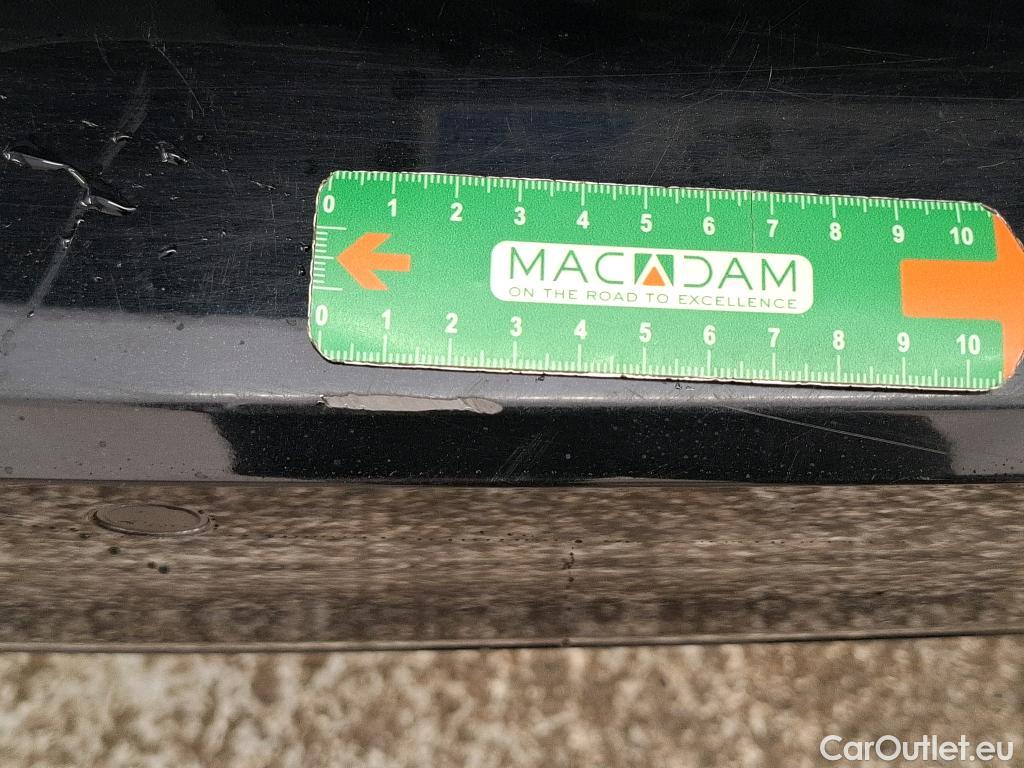 0 1 2 3 4 5 6 7 8 9 10
MACADAM
ON THE ROAD TO EXCELLENCE
0 1 2 3 4 5 6 7 8 9 10
CarOutlet.eu